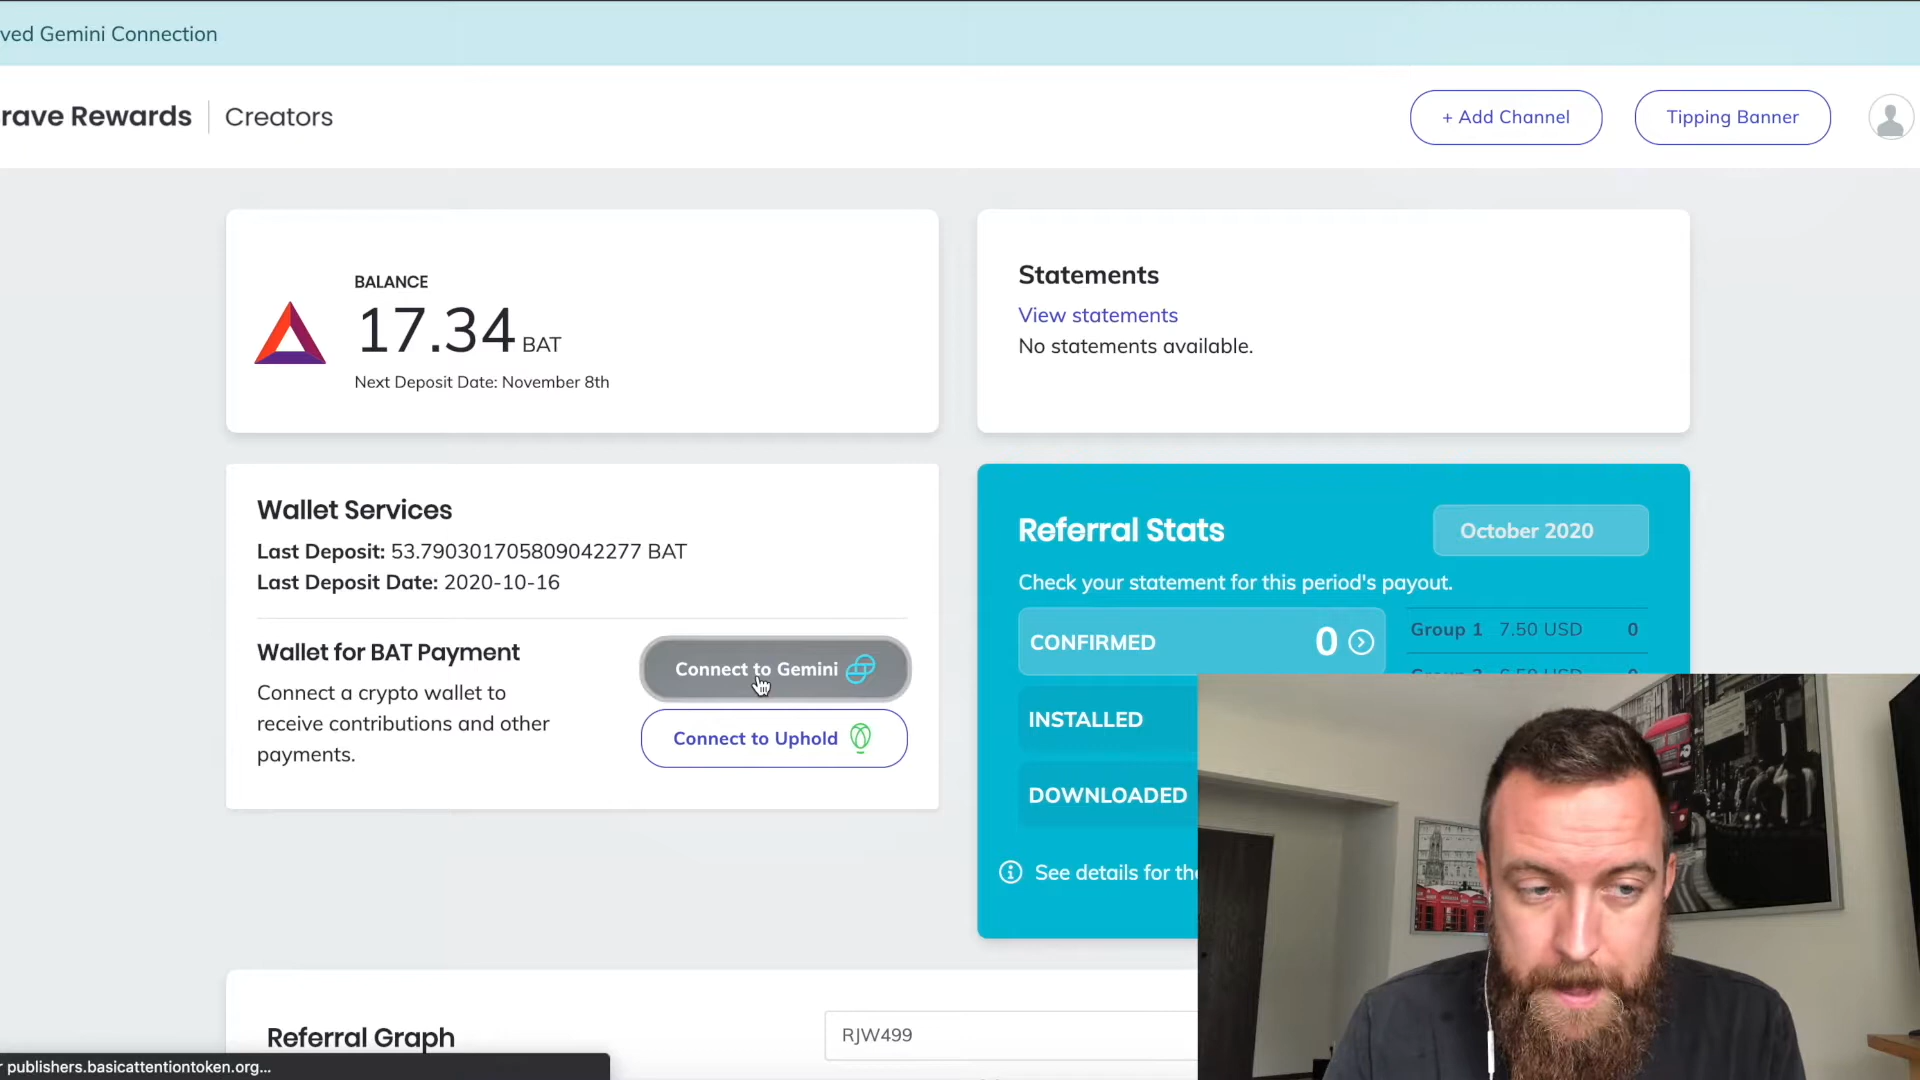 ved Gemini Connection
rave Rewards
Creators
+ Add Channel
Tipping Banner
BALANCE
17.34 BAT
Next Deposit Date: November 8th
Statements
View statements
No statements available.
Wallet Services
Last Deposit: 53.790301705809042277 BAT
Last Deposit Date: 2020-10-16
Wallet for BAT Payment
Connect a crypto wallet to
receive contributions and other
payments.
Connect to Gemini
Connect to Uphold
Referral Stats
October 2020
Check your statement for this period's payout.
CONFIRMED 0
Group 1 7.50 USD 0
INSTALLED
DOWNLOADED
See details for the
Referral Graph
RJW499
publishers.basicattentiontoken.org...